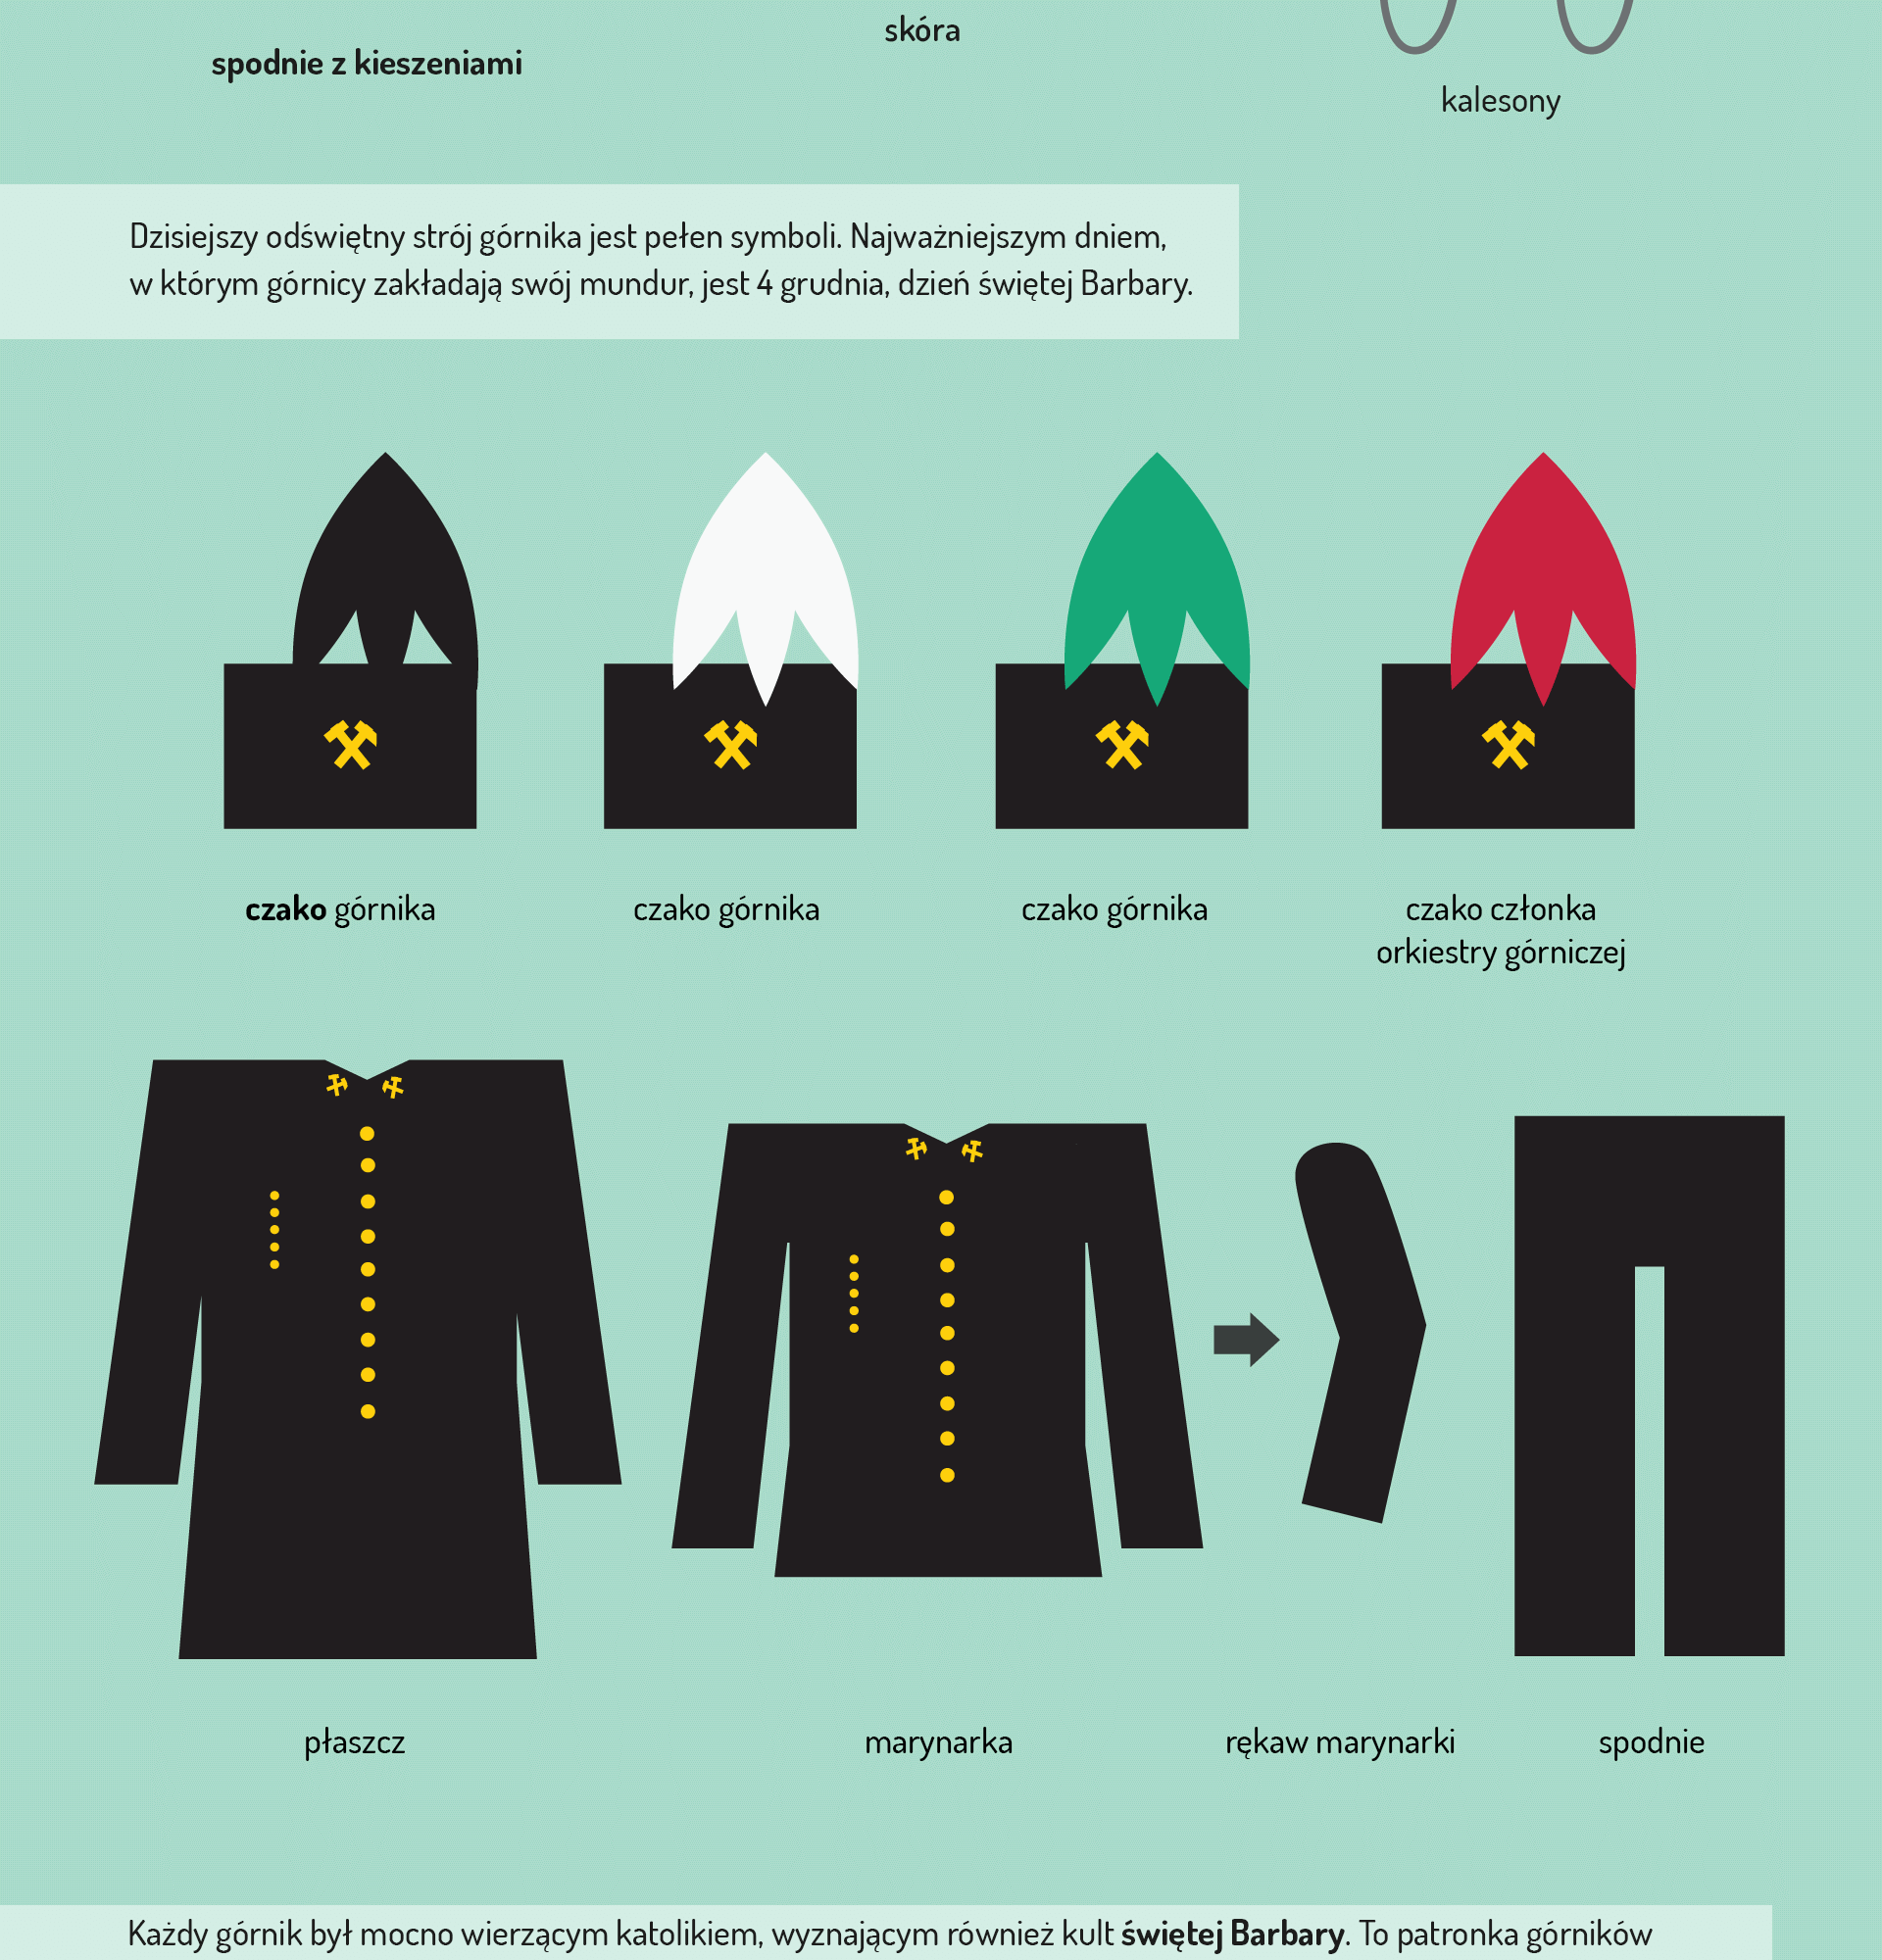 skóra
spodnie z kieszeniami
kalesony
Dzisiejszy odświętny strój górnika jest pełen symboli. Najważniejszym dniem,
w którym górnicy zakładają swój mundur, jest 4 grudnia, dzień świętej Barbary.
czako górnika
czako górnika
czako górnika
czako członka
orkiestry górniczej
płaszcz
marynarka
rękaw marynarki
spodnie
Każdy górnik był mocno wierzącym katolikiem, wyznającym również kult świętej Barbary. To patronka górników